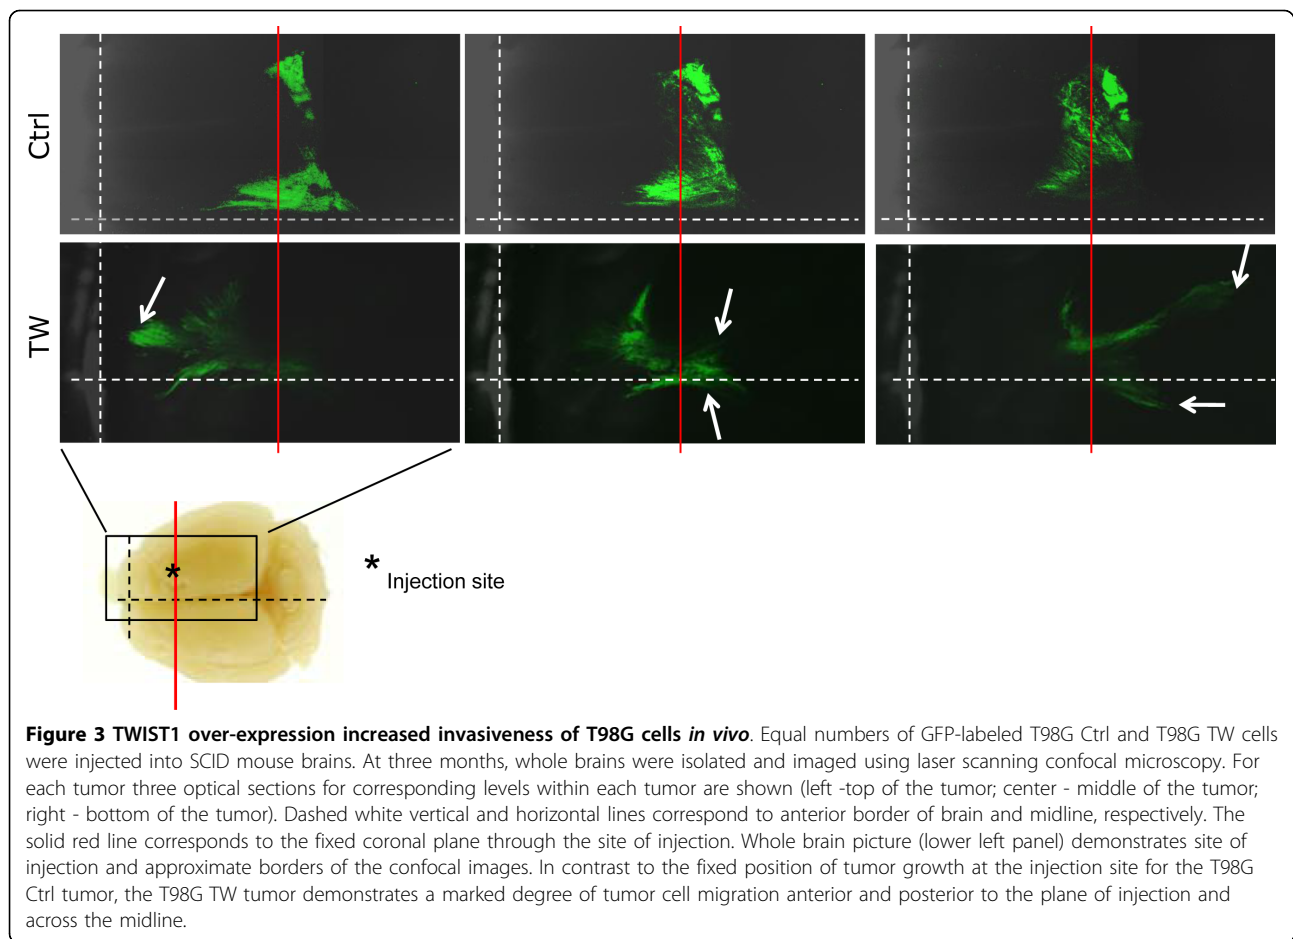 Ctrl
TW
*
* Injection site
Figure 3 TWIST1 over-expression increased invasiveness of T98G cells in vivo. Equal numbers of GFP-labeled T98G Ctrl and T98G TW cells
were injected into SCID mouse brains. At three months, whole brains were isolated and imaged using laser scanning confocal microscopy. For
each tumor three optical sections for corresponding levels within each tumor are shown (left -top of the tumor; center - middle of the tumor;
right - bottom of the tumor). Dashed white vertical and horizontal lines correspond to anterior border of brain and midline, respectively. The
solid red line corresponds to the fixed coronal plane through the site of injection. Whole brain picture (lower left panel) demonstrates site of
injection and approximate borders of the confocal images. In contrast to the fixed position of tumor growth at the injection site for the T98G
Ctrl tumor, the T98G TW tumor demonstrates a marked degree of tumor cell migration anterior and posterior to the plane of injection and
across the midline.